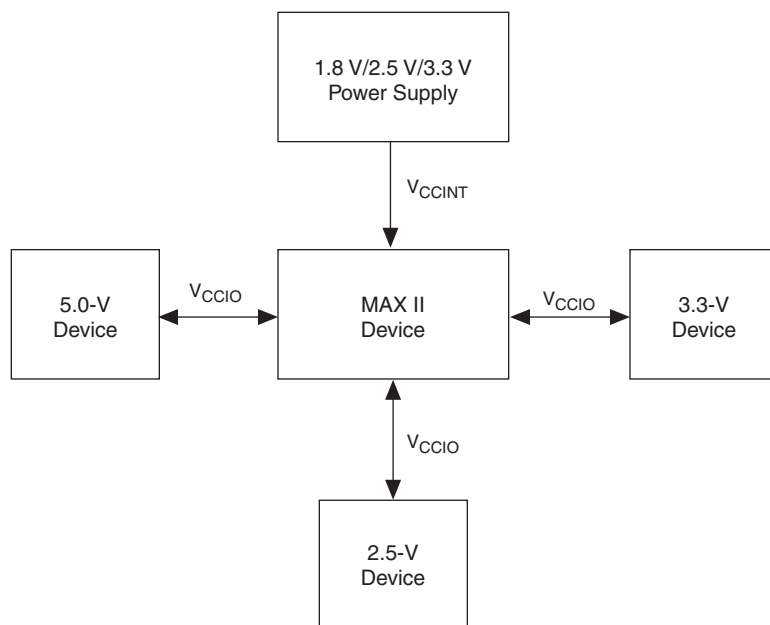 1.8 V/2.5 V/3.3 V
Power Supply
VCCINT
5.0-V
Device
VCCIO
MAX II
Device
VCCIO
3.3-V
Device
VCCIO
2.5-V
Device